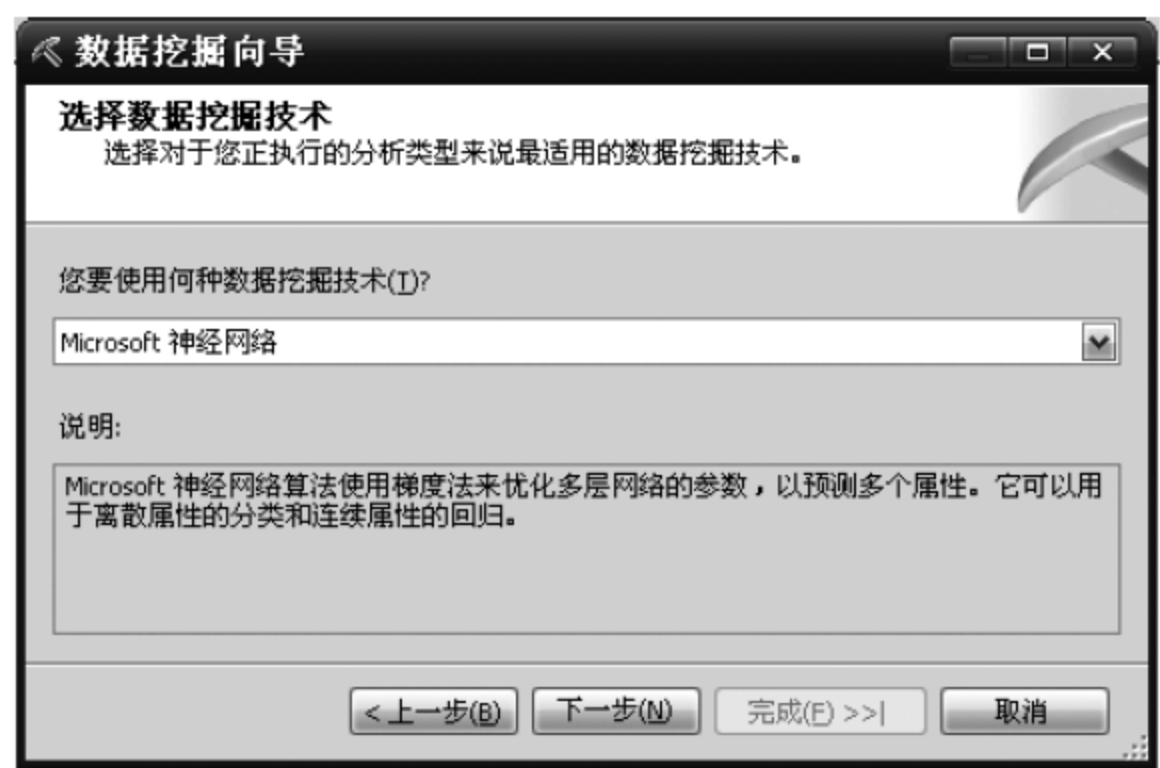 数据挖掘向导
选择数据挖掘技术
选择对于您正执行的分析类型来说最适用的数据挖掘技术。
您要使用何种数据挖掘技术(T)?
Microsoft 神经网络
说明:
Microsoft 神经网络算法使用梯度法来优化多层网络的参数，以预测多个属性。它可以用
于离散属性的分类和连续属性的回归。
< 上一步(B) 下一步(N) 完成(F) >>| 取消